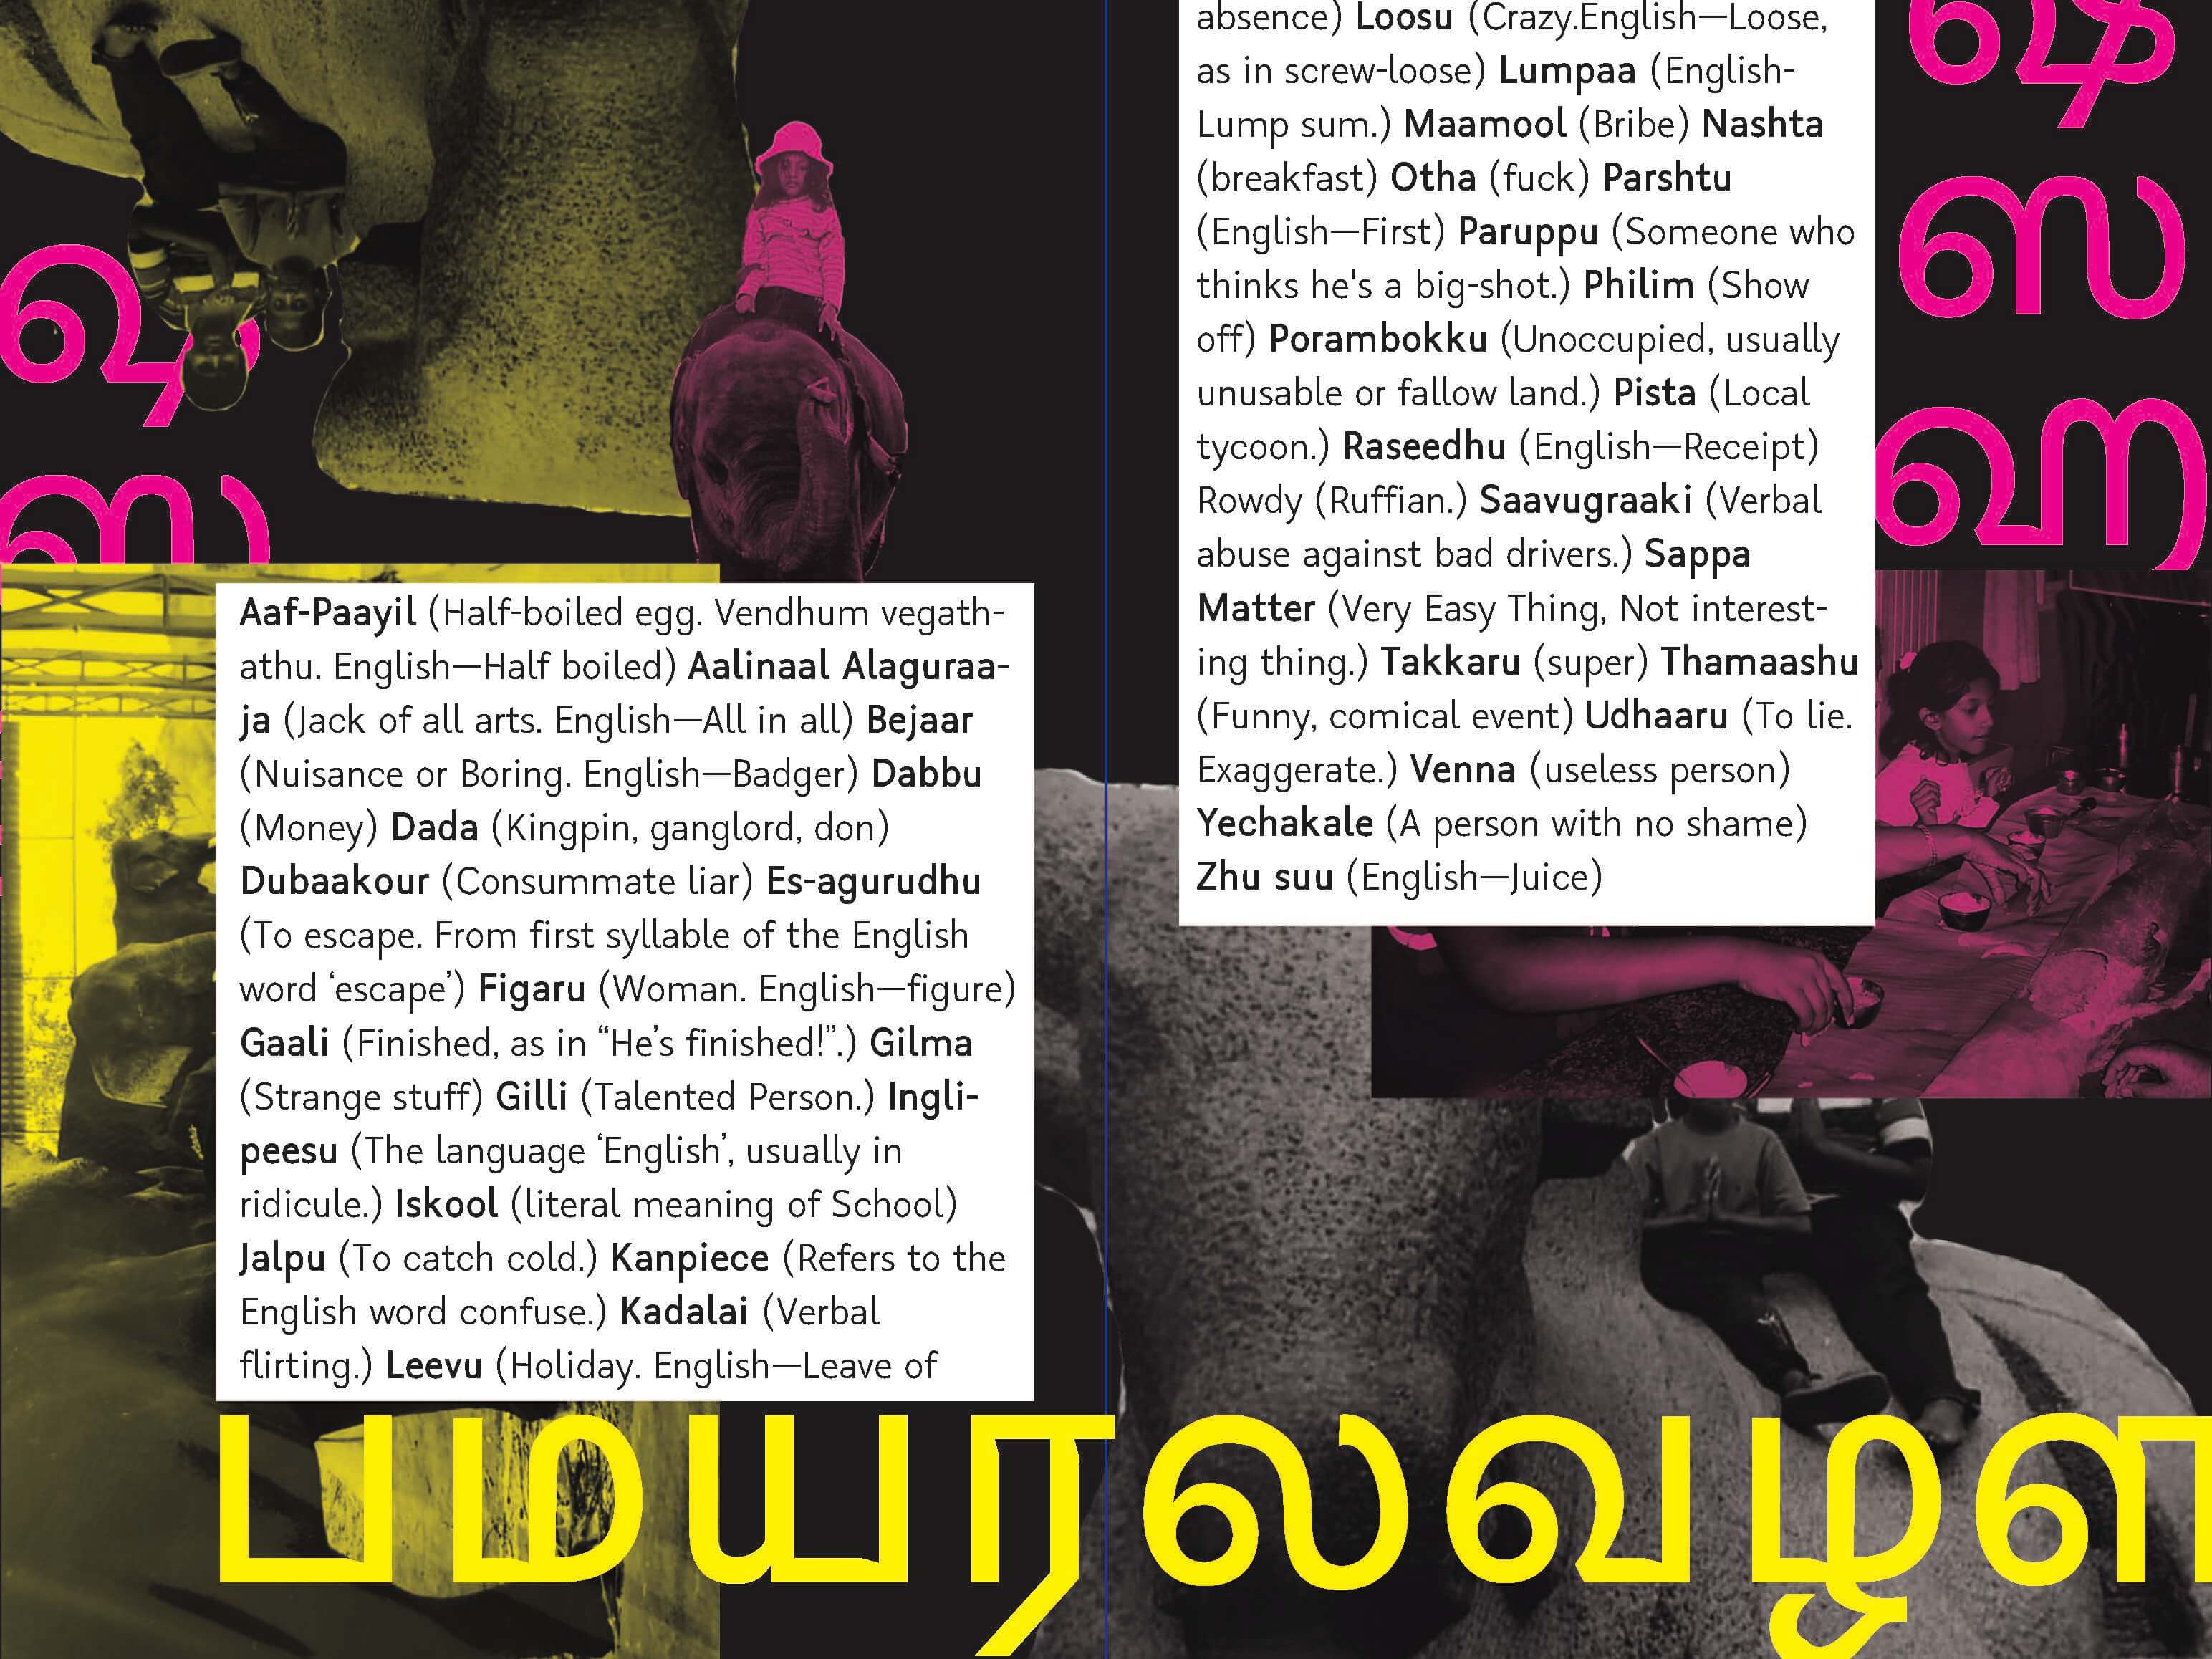 Aaf-Paayil (Half-boiled egg. Vendhum vegath-
athu. English—Half boiled) Aalinaal Alaguraa-
ja (Jack of all arts. English—All in all) Bejaar
(Nuisance or Boring. English—Badger) Dabbu
(Money) Dada (Kingpin, ganglord, don)
Dubaakour (Consummate liar) Es-agurudhu
(To escape. From first syllable of the English
word ‘escape’) Figaru (Woman. English—figure)
Gaali (Finished, as in “He’s finished!”.) Gilma
(Strange stuff) Gilli (Talented Person.) Ingli-
peesu (The language ‘English’, usually in
ridicule.) Iskool (literal meaning of School)
Jalpu (To catch cold.) Kanpiece (Refers to the
English word confuse.) Kadalai (Verbal
flirting.) Leevu (Holiday. English—Leave of
absence) Loosu (Crazy.English—Loose,
as in screw-loose) Lumpaa (English-
Lump sum.) Maamool (Bribe) Nashta
(breakfast) Otha (fuck) Parshtu
(English—First) Paruppu (Someone who
thinks he's a big-shot.) Philim (Show
off) Porambokku (Unoccupied, usually
unusable or fallow land.) Pista (Local
tycoon.) Raseedhu (English—Receipt)
Rowdy (Ruffian.) Saavugraaki (Verbal
abuse against bad drivers.) Sappa
Matter (Very Easy Thing, Not interest-
ing thing.) Takkaru (super) Thamaashu
(Funny, comical event) Udhaaru (To lie.
Exaggerate.) Venna (useless person)
Yechakale (A person with no shame)
Zhu suu (English—Juice)
ஷ
ஸ
ஷ
ஸ
ஹ
பமயரலவழள